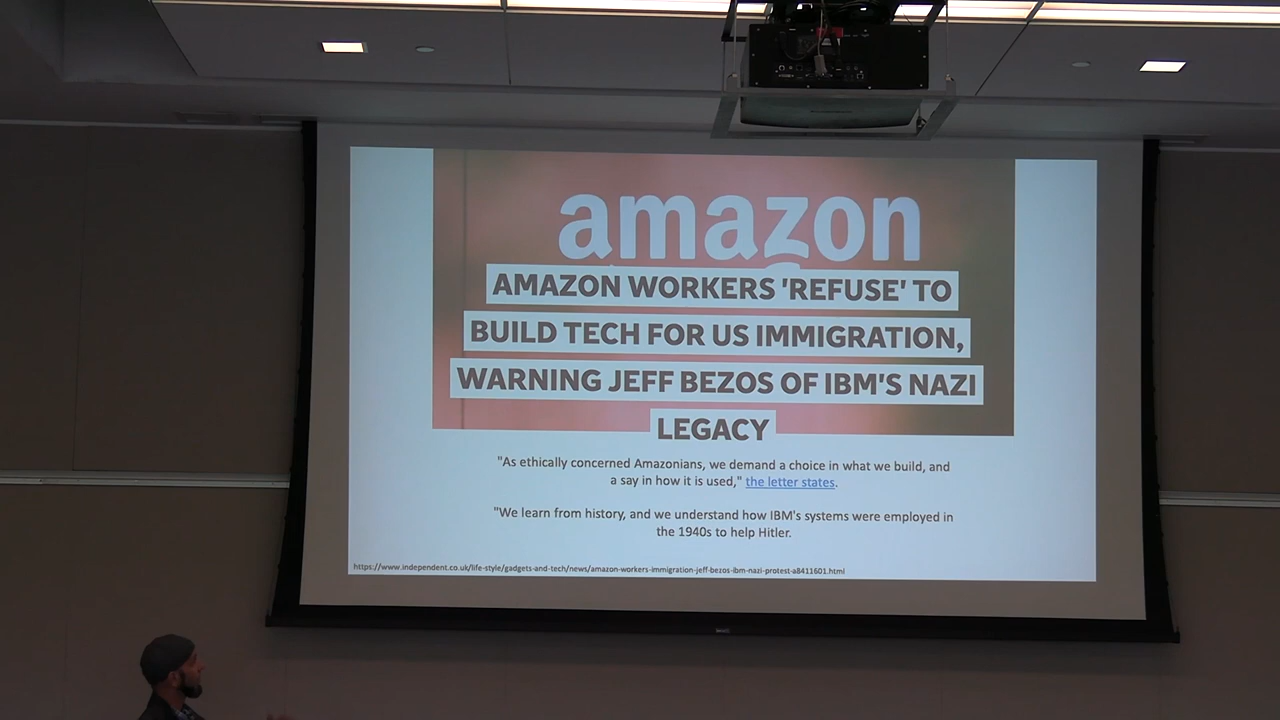 amazon
AMAZON WORKERS 'REFUSE' TO
BUILD TECH FOR US IMMIGRATION,
WARNING JEFF BEZOS OF IBM'S NAZI
LEGACY
"As ethically concerned Amazonians, we demand a choice in what we build, and
a say in how it is used," the letter states.
"We learn from history, and we understand how IBM's systems were employed in
the 1940s to help Hitler.
https://www.independent.co.uk/life-style/gadgets-and-tech/news/amazon-workers-immigration-jeff-bezos-ibm-nazi-protest-a8411601.html